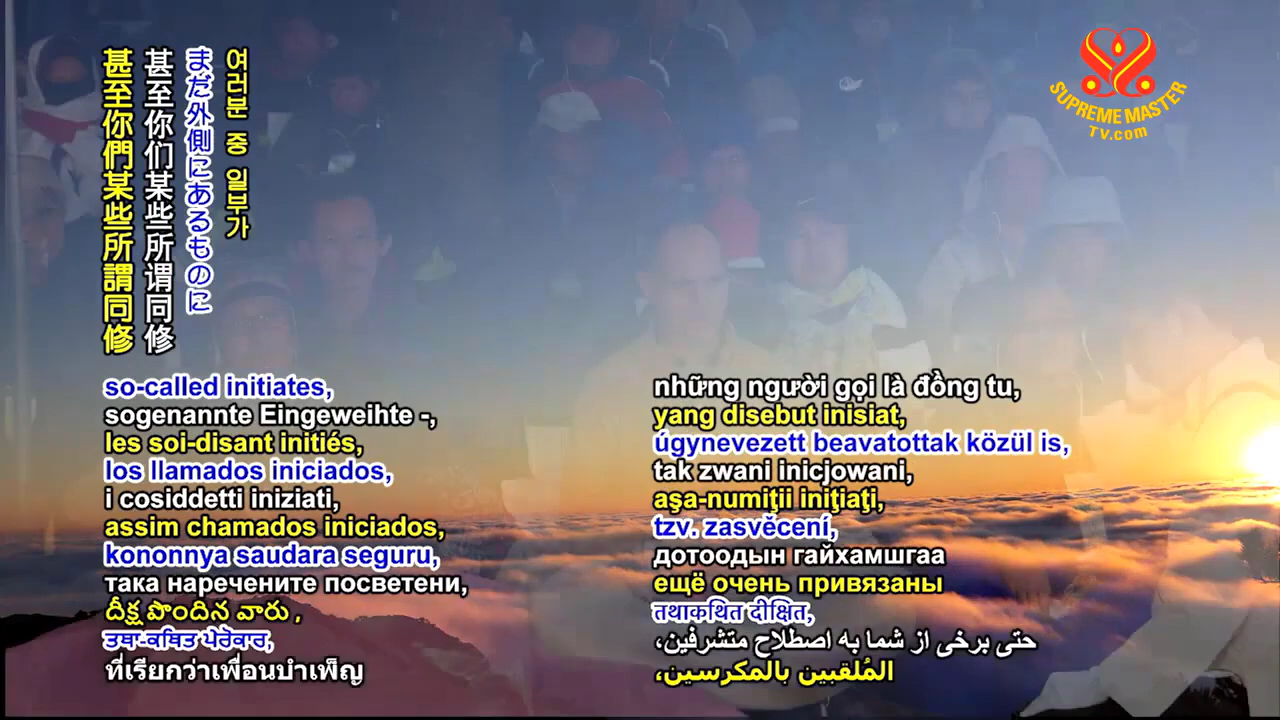 여러분 중 일부가
まだ外側にあるものに
甚至你们某些所谓同修
甚至你們某些所謂同修
SUPREME MASTER
TV.com
so-called initiates,
sogenannte Eingeweihte -,
les soi-disant initiés,
los llamados iniciados,
i cosiddetti iniziati,
assim chamados iniciados,
kononnya saudara seguru,
така наречените посветени,
దీక్ష పొందిన వారు ,
ਤਥਾ-ਕਥਿਤ ਪੈਰੋਕਾਰ,
ที่เรียกว่าเพื่อนบำเพ็ญ
những người gọi là đồng tu,
yang disebut inisiat,
úgynevezett beavatottak közül is,
tak zwani inicjowani,
aşa-numiţii iniţiaţi,
tzv. zasvěcení,
дотоодын гайхамшгаа
ещё очень привязаны
तथाकथित दीक्षित,
حتی برخی از شما به اصطلاح متشرفین،
المُلقبين بالمكرسين،